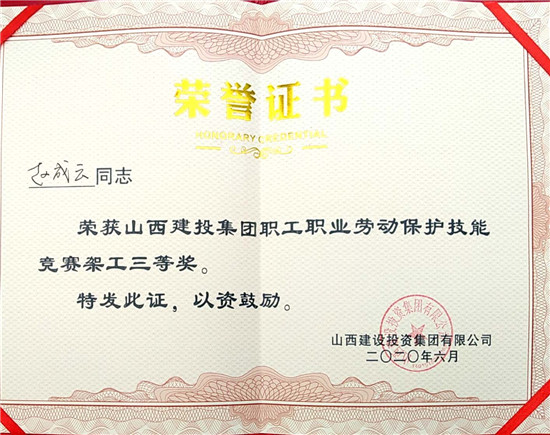 荣誉证书
HONORARY CREDENTIAL
赵成云同志
荣获山西建投集团职工职业劳动保护技能
竞赛架工三等奖。
特发此证，以资鼓励。
山西建设投资集团有限公司
二〇二〇年六月